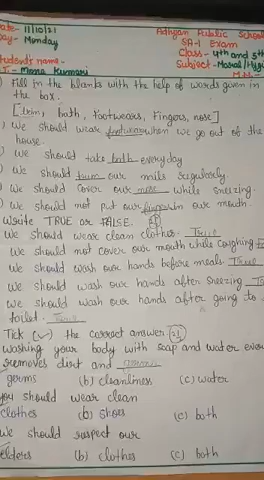 Date- 11/10/21 Adhyan Public School
Day- Monday SA-1 Exam
Class- 4th and 5th
Students name- Subject- Moral/Hygi
Mona Kumari M.M.
Fill in the blanks with the help of words given in
the box.
[trim, bath, footwears, fingers, nose]
We should wear footwear when we go out of the
house.
We should take bath everyday
We should trim our nails regularly.
We should cover our nose while sneezing.
We should not put our fingers in our mouth.
Write TRUE or FALSE.
We should wear clean clothes. True
We should not cover our mouth while coughing
We should wash our hands before meals. True
We should wash our hands after sneezing
We should wash our hands after going to
toilet. True
Tick (✓) the correct answer.
Washing your body with soap and water every
removes dirt and
germs (b) cleanliness (c) water
you should wear clean
clothes (b) shoes (c) both
we should respect our
elders (b) clothes (c) both